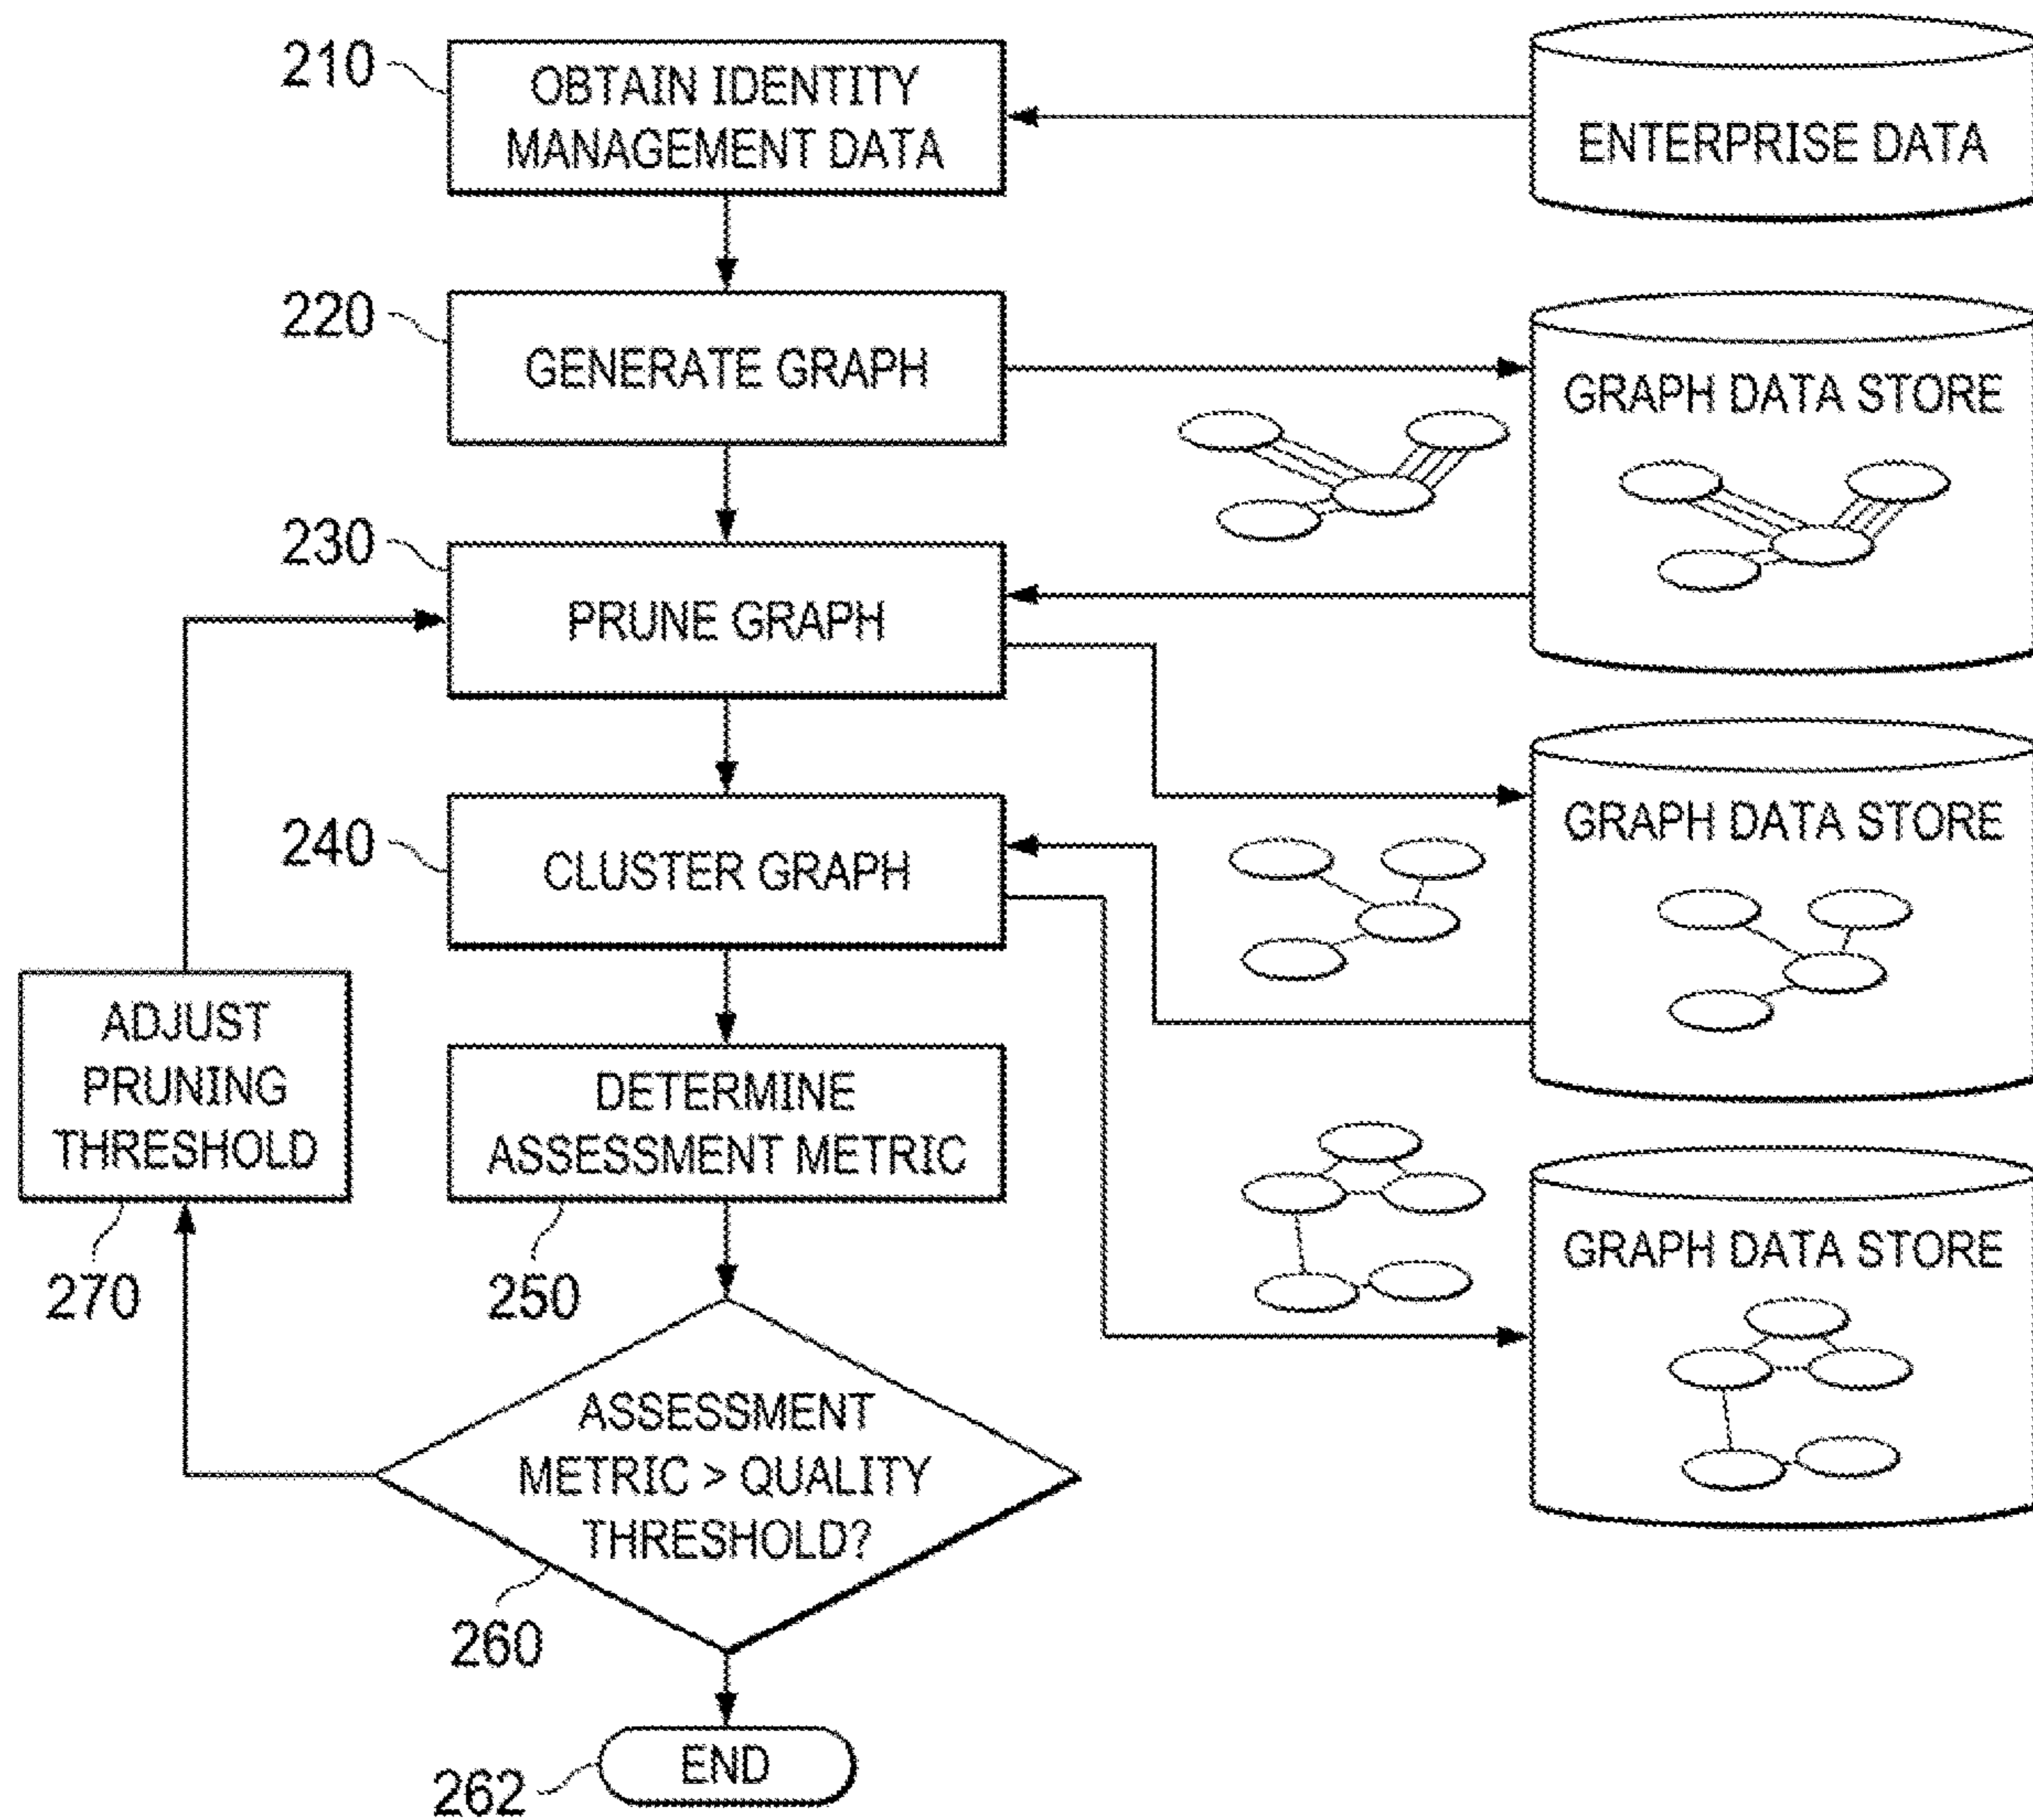 210
OBTAIN IDENTITY
MANAGEMENT DATA
ENTERPRISE DATA
220
GENERATE GRAPH
GRAPH DATA STORE
230
PRUNE GRAPH
240
CLUSTER GRAPH
GRAPH DATA STORE
ADJUST
PRUNING
THRESHOLD
270
DETERMINE
ASSESSMENT METRIC
250
GRAPH DATA STORE
ASSESSMENT
METRIC > QUALITY
THRESHOLD?
260
END
262